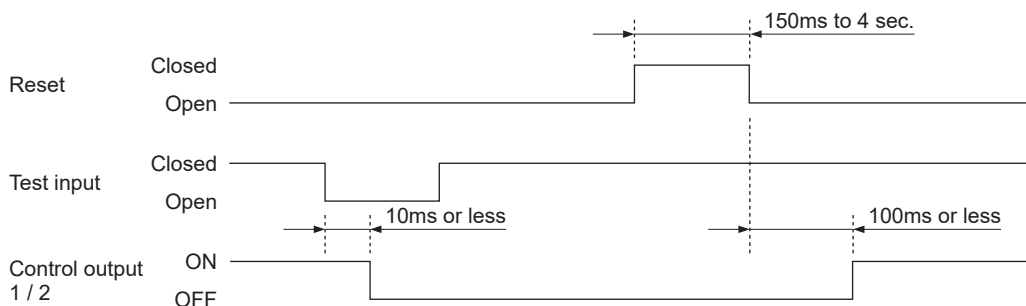 150ms to 4 sec.
Reset
Closed
Open
Test input
Closed
Open
10ms or less
100ms or less
Control output
1 / 2
ON
OFF